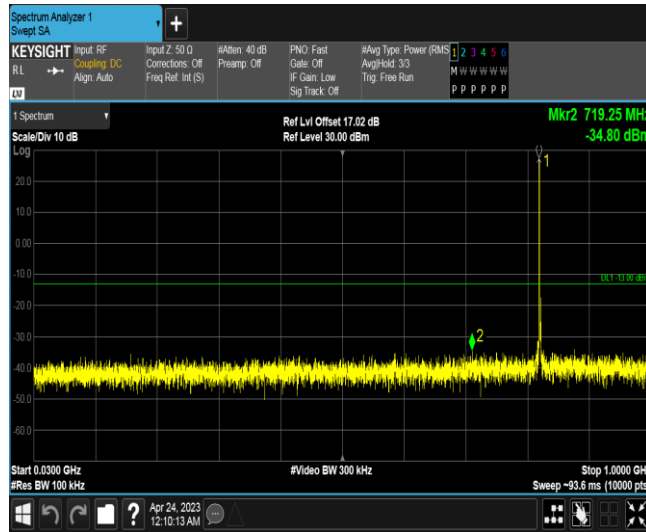 Spectrum Analyzer 1
Swept SA
KEYSIGHT
RL
LXI
Input: RF
Coupling: DC
Align: Auto
Input Z: 50 Ω
Corrections: Off
Freq Ref: Int (S)
#Atten: 40 dB
Preamp: Off
PNO: Fast
Gate: Off
IF Gain: Low
Sig Track: Off
#Avg Type: Power (RMS
Avg|Hold: 3/3
Trig: Free Run
1 2 3 4 5 6
M W W W W W
P P P P P P
1 Spectrum
Scale/Div 10 dB
Log
Ref Lvl Offset 17.02 dB
Ref Level 30.00 dBm
Mkr2 719.25 MHz
-34.80 dBm
1
20.0
10.0
0.00
-10.0
DL1 -13.00 dBm
-20.0
-30.0
2
-40.0
-50.0
-60.0
Start 0.0300 GHz
#Res BW 100 kHz
#Video BW 300 kHz
Stop 1.0000 GHz
Sweep ~93.6 ms (10000 pts)
?
Apr 24, 2023
12:10:13 AM